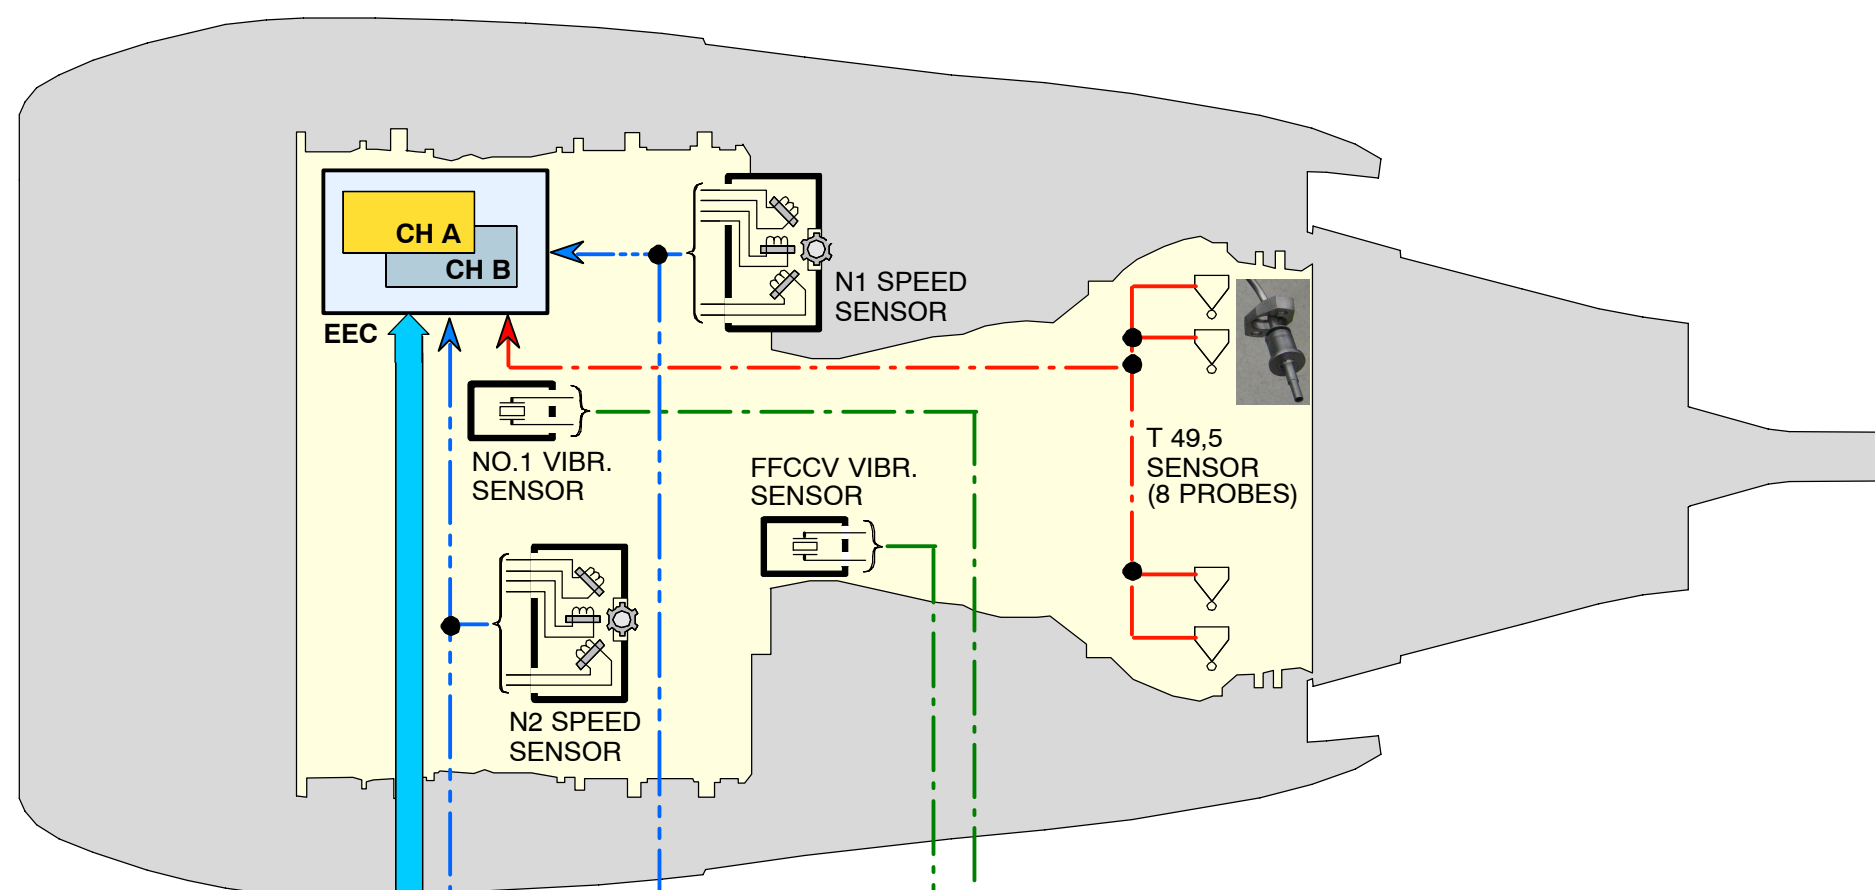 CH A
CH B
EEC
N1 SPEED
SENSOR
NO.1 VIBR.
SENSOR
FFCCV VIBR.
SENSOR
T 49,5
SENSOR
(8 PROBES)
N2 SPEED
SENSOR